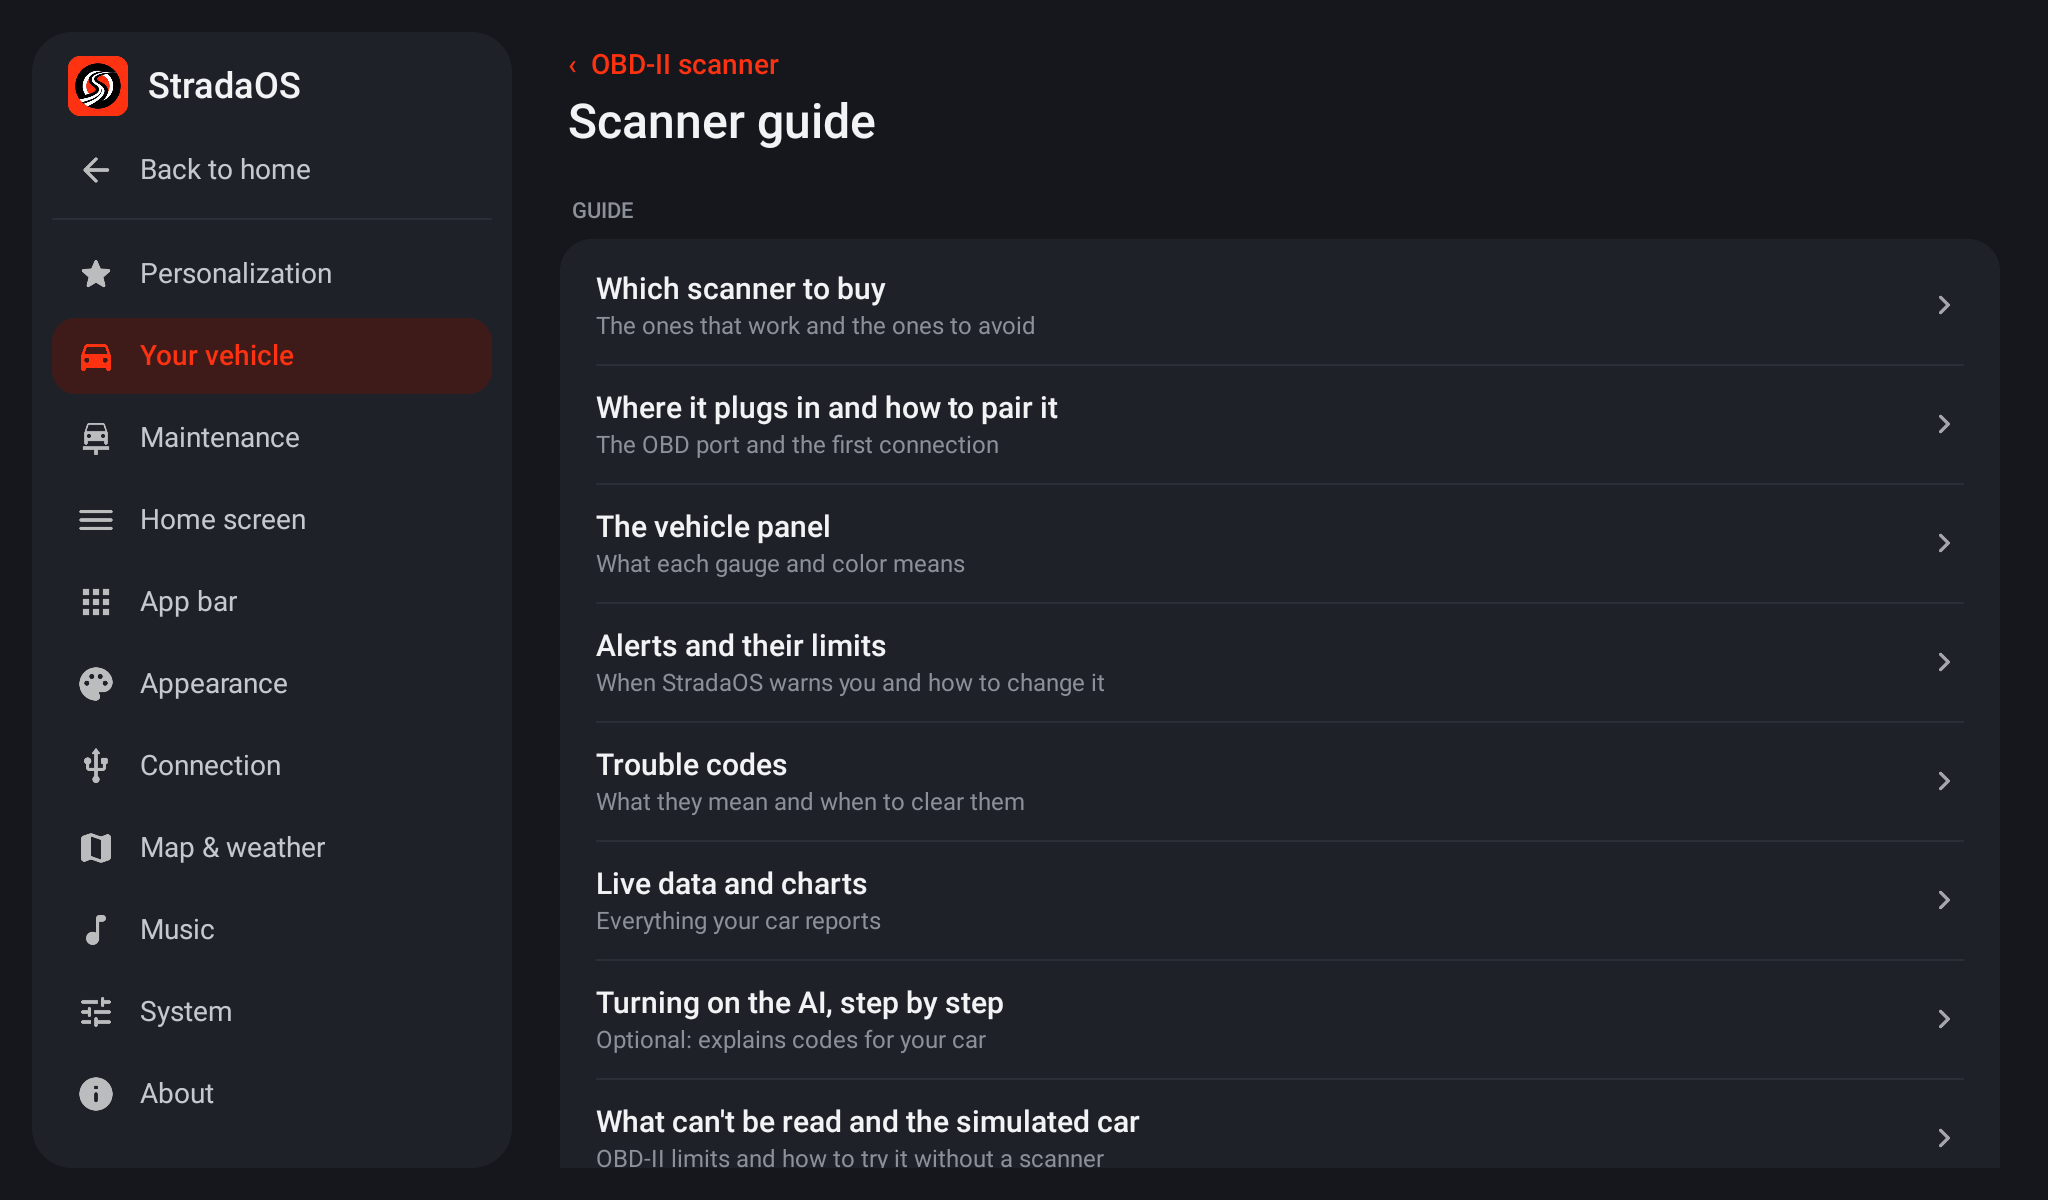 StradaOS
Back to home
Personalization
Your vehicle
Maintenance
Home screen
App bar
Appearance
Connection
Map & weather
Music
System
About
‹ OBD-II scanner
Scanner guide
GUIDE
Which scanner to buy
The ones that work and the ones to avoid
Where it plugs in and how to pair it
The OBD port and the first connection
The vehicle panel
What each gauge and color means
Alerts and their limits
When StradaOS warns you and how to change it
Trouble codes
What they mean and when to clear them
Live data and charts
Everything your car reports
Turning on the AI, step by step
Optional: explains codes for your car
What can't be read and the simulated car
OBD-II limits and how to try it without a scanner